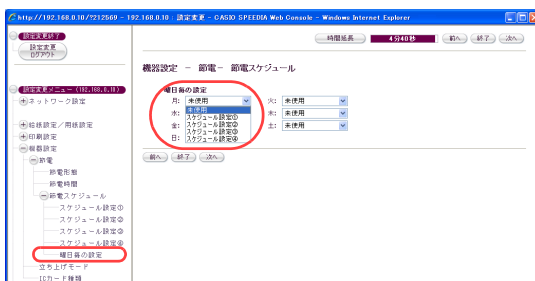 http://192.168.0.10/?212569 - 192.168.0.10 : 設定変更 - CASIO SPEEDIA Web Console - Windows Internet Explorer
設定変更終了
設定変更
ログアウト
時間延長
4分40秒
前へ
終了
次へ
機器設定 - 節電 - 節電スケジュール
設定変更メニュー (192.168.0.10)
ネットワーク設定
給紙設定/用紙設定
印刷設定
機器設定
節電
節電形態
節電時間
節電スケジュール
スケジュール設定①
スケジュール設定②
スケジュール設定③
スケジュール設定④
曜日毎の設定
立ち上げモード
ICカード種類
曜日毎の設定
月: 未使用
火: 未使用
水:
木: 未使用
金:
土: 未使用
日:
未使用
スケジュール設定①
スケジュール設定②
スケジュール設定③
スケジュール設定④
前へ
終了
次へ